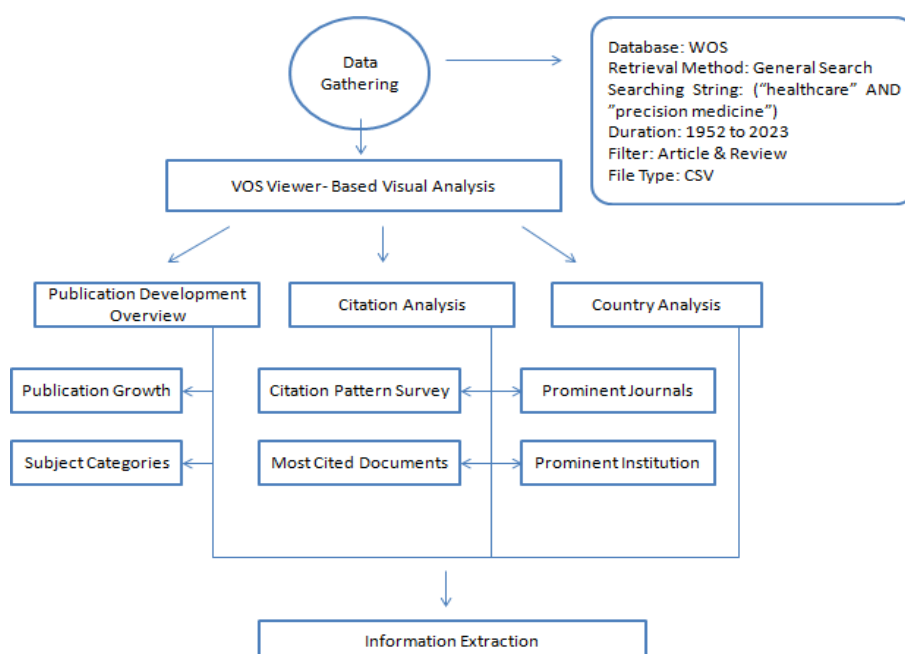 Data
Gathering
Database: WOS
Retrieval Method: General Search
Searching String: (“healthcare” AND
”precision medicine”)
Duration: 1952 to 2023
Filter: Article & Review
File Type: CSV
VOS Viewer- Based Visual Analysis
Publication Development
Overview
Citation Analysis
Country Analysis
Publication Growth
Citation Pattern Survey
Prominent Journals
Subject Categories
Most Cited Documents
Prominent Institution
Information Extraction